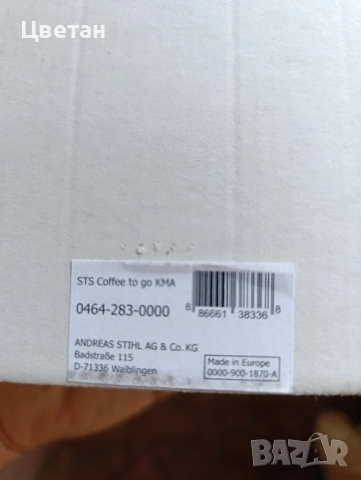 Цветан
STS Coffee to go KMA
0464-283-0000
8 86661 38336 8
ANDREAS STIHL AG & Co. KG
Badstraße 115
D-71336 Waiblingen
Made in Europe
0000-900-1870-A
BAZAR